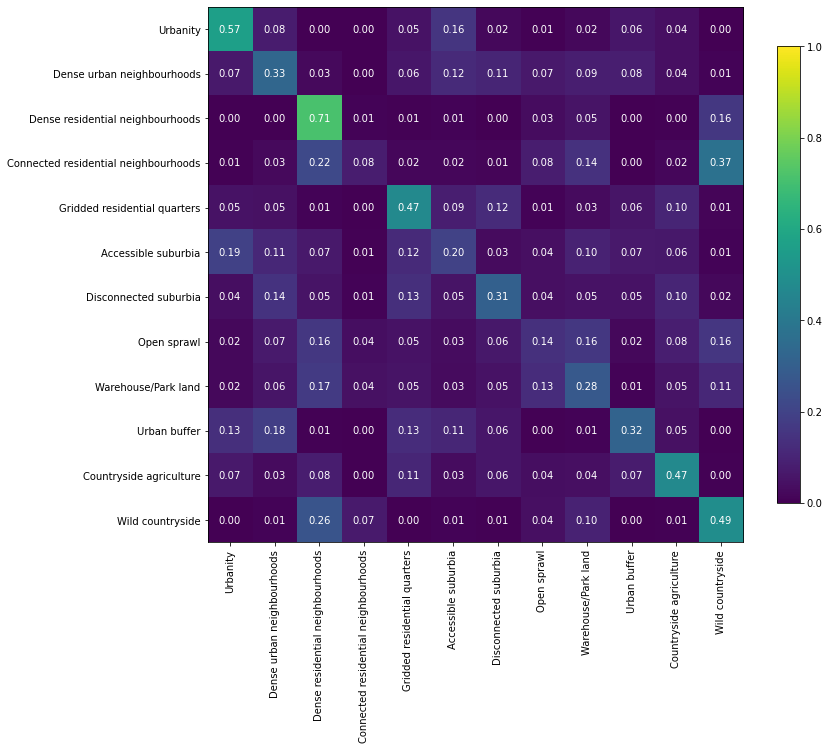 Urbanity 0.57 0.08 0.00 0.00 0.05 0.16 0.02 0.01 0.02 0.06 0.04 0.00
Dense urban neighbourhoods 0.07 0.33 0.03 0.00 0.06 0.12 0.11 0.07 0.09 0.08 0.04 0.01
Dense residential neighbourhoods 0.00 0.00 0.71 0.01 0.01 0.01 0.00 0.03 0.05 0.00 0.00 0.16
Connected residential neighbourhoods 0.01 0.03 0.22 0.08 0.02 0.02 0.01 0.08 0.14 0.00 0.02 0.37
Gridded residential quarters 0.05 0.05 0.01 0.00 0.47 0.09 0.12 0.01 0.03 0.06 0.10 0.01
Accessible suburbia 0.19 0.11 0.07 0.01 0.12 0.20 0.03 0.04 0.10 0.07 0.06 0.01
Disconnected suburbia 0.04 0.14 0.05 0.01 0.13 0.05 0.31 0.04 0.05 0.05 0.10 0.02
Open sprawl 0.02 0.07 0.16 0.04 0.05 0.03 0.06 0.14 0.16 0.02 0.08 0.16
Warehouse/Park land 0.02 0.06 0.17 0.04 0.05 0.03 0.05 0.13 0.28 0.01 0.05 0.11
Urban buffer 0.13 0.18 0.01 0.00 0.13 0.11 0.06 0.00 0.01 0.32 0.05 0.00
Countryside agriculture 0.07 0.03 0.08 0.00 0.11 0.03 0.06 0.04 0.04 0.07 0.47 0.00
Wild countryside 0.00 0.01 0.26 0.07 0.00 0.01 0.01 0.04 0.10 0.00 0.01 0.49
Urbanity
Dense urban neighbourhoods
Dense residential neighbourhoods
Connected residential neighbourhoods
Gridded residential quarters
Accessible suburbia
Disconnected suburbia
Open sprawl
Warehouse/Park land
Urban buffer
Countryside agriculture
Wild countryside
1.0
0.8
0.6
0.4
0.2
0.0